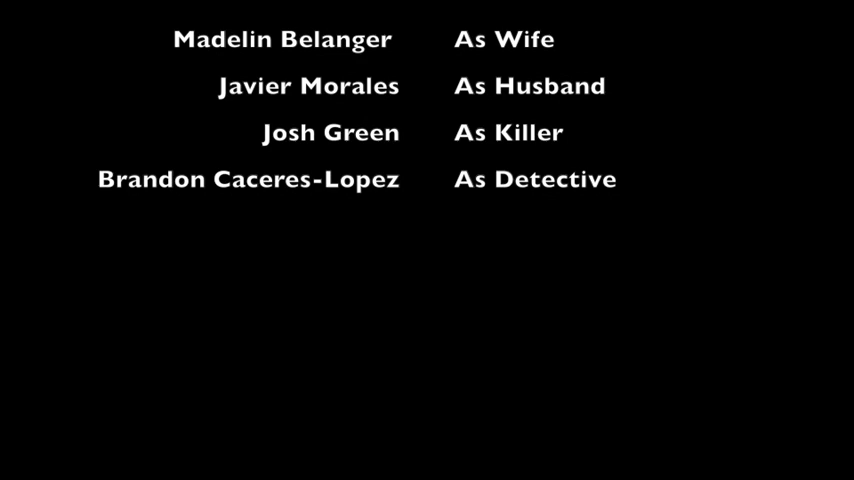 Madelin Belanger As Wife
Javier Morales As Husband
Josh Green As Killer
Brandon Caceres-Lopez As Detective